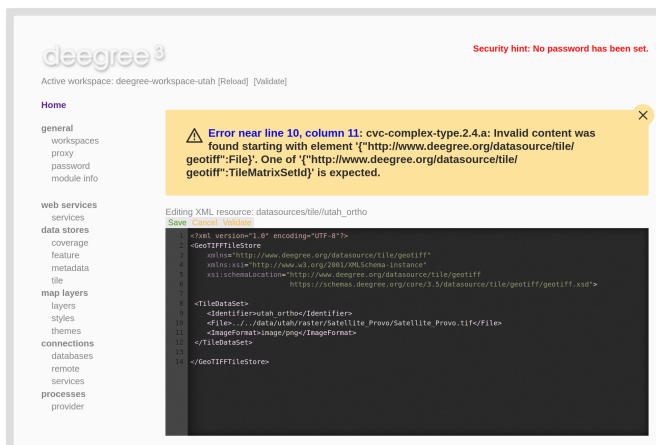 deegree 3
Security hint: No password has been set.
Active workspace: deegree-workspace-utah [Reload] [Validate]
Home
general
workspaces
proxy
password
module info
web services
services
data stores
coverage
feature
metadata
tile
map layers
layers
styles
themes
connections
databases
remote
services
processes
provider
Error near line 10, column 11: cvc-complex-type.2.4.a: Invalid content was
found starting with element '{"http://www.deegree.org/datasource/tile/
geotiff":File}'. One of '{"http://www.deegree.org/datasource/tile/
geotiff":TileMatrixSetId}' is expected.
Editing XML resource: datasources/tile//utah_ortho
Save Cancel Validate
1 <?xml version="1.0" encoding="UTF-8"?>
2 <GeoTIFFTileStore
3 xmlns="http://www.deegree.org/datasource/tile/geotiff"
4 xmlns:xsi="http://www.w3.org/2001/XMLSchema-instance"
5 xsi:schemaLocation="http://www.deegree.org/datasource/tile/geotiff
6 https://schemas.deegree.org/core/3.5/datasource/tile/geotiff/geotiff.xsd">
7
8 <TileDataSet>
9 <Identifier>utah_ortho</Identifier>
10 <File>../../data/utah/raster/Satellite_Provo/Satellite_Provo.tif</File>
11 <ImageFormat>image/png</ImageFormat>
12 </TileDataSet>
13
14 </GeoTIFFTileStore>